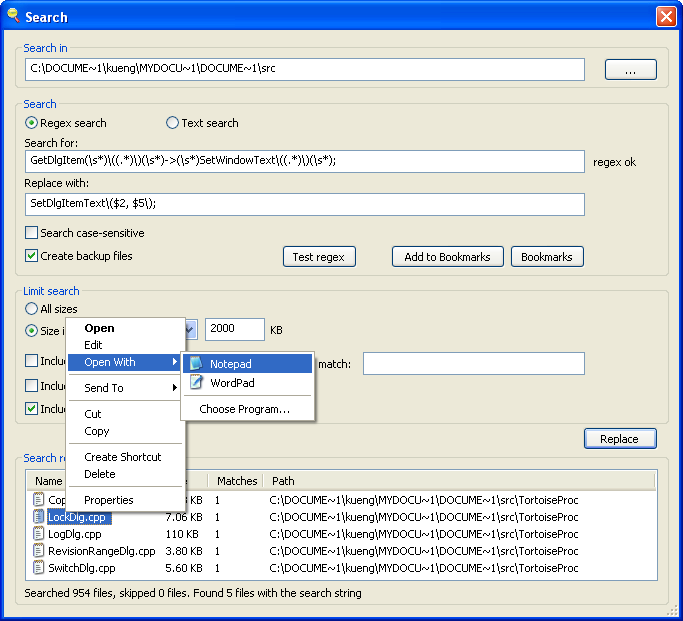 Search
Search in
C:\DOCUME~1\kueng\MYDOCU~1\DOCUME~1\src
...
Search
Regex search
Text search
Search for:
GetDlgItem(\s*)\((.*)\)(\s*)->(\s*)SetWindowText\((.*)\)(\s*);
regex ok
Replace with:
SetDlgItemText\($2, $5\);
Search case-sensitive
Create backup files
Test regex
Add to Bookmarks
Bookmarks
Limit search
All sizes
Size i
2000
KB
Inclu
match:
Inclu
Inclu
Open
Edit
Open With
Send To
Cut
Copy
Create Shortcut
Delete
Properties
Notepad
WordPad
Choose Program...
Replace
Search re
Name
Matches
Path
Cop
KB
1
C:\DOCUME~1\kueng\MYDOCU~1\DOCUME~1\src\TortoiseProc
LockDlg.cpp
7.06 KB
1
C:\DOCUME~1\kueng\MYDOCU~1\DOCUME~1\src\TortoiseProc
LogDlg.cpp
110 KB
1
C:\DOCUME~1\kueng\MYDOCU~1\DOCUME~1\src\TortoiseProc
RevisionRangeDlg.cpp
3.80 KB
1
C:\DOCUME~1\kueng\MYDOCU~1\DOCUME~1\src\TortoiseProc
SwitchDlg.cpp
5.60 KB
1
C:\DOCUME~1\kueng\MYDOCU~1\DOCUME~1\src\TortoiseProc
Searched 954 files, skipped 0 files. Found 5 files with the search string